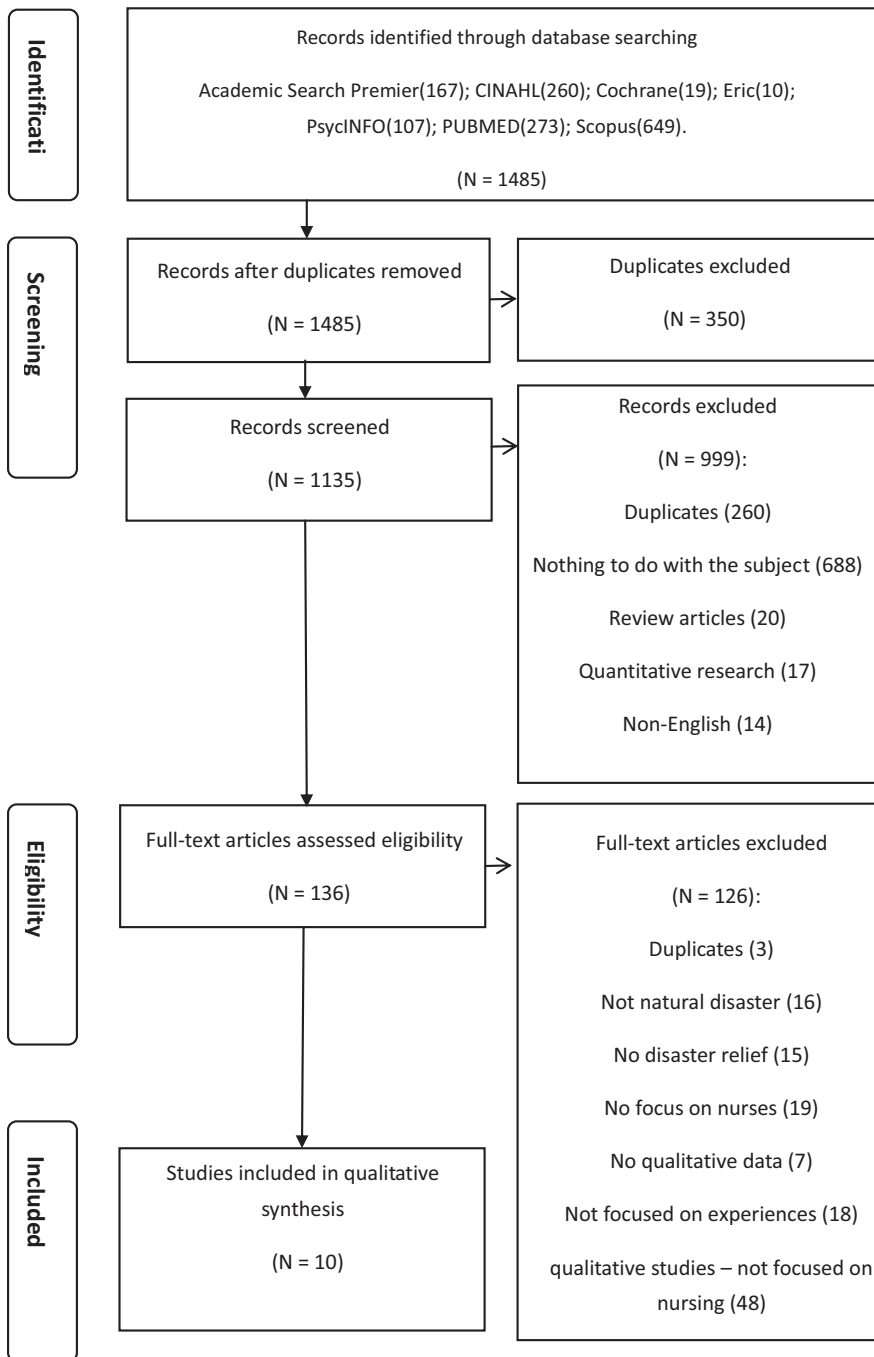 Identificati
Records identified through database searching
Academic Search Premier(167); CINAHL(260); Cochrane(19); Eric(10);
PsycINFO(107); PUBMED(273); Scopus(649).
(N = 1485)
Screening
Records after duplicates removed
(N = 1485)
Duplicates excluded
(N = 350)
Records screened
(N = 1135)
Records excluded
(N = 999):
Duplicates (260)
Nothing to do with the subject (688)
Review articles (20)
Quantitative research (17)
Non-English (14)
Eligibility
Full-text articles assessed eligibility
(N = 136)
Full-text articles excluded
(N = 126):
Duplicates (3)
Not natural disaster (16)
No disaster relief (15)
No focus on nurses (19)
No qualitative data (7)
Not focused on experiences (18)
qualitative studies – not focused on
nursing (48)
Included
Studies included in qualitative
synthesis
(N = 10)